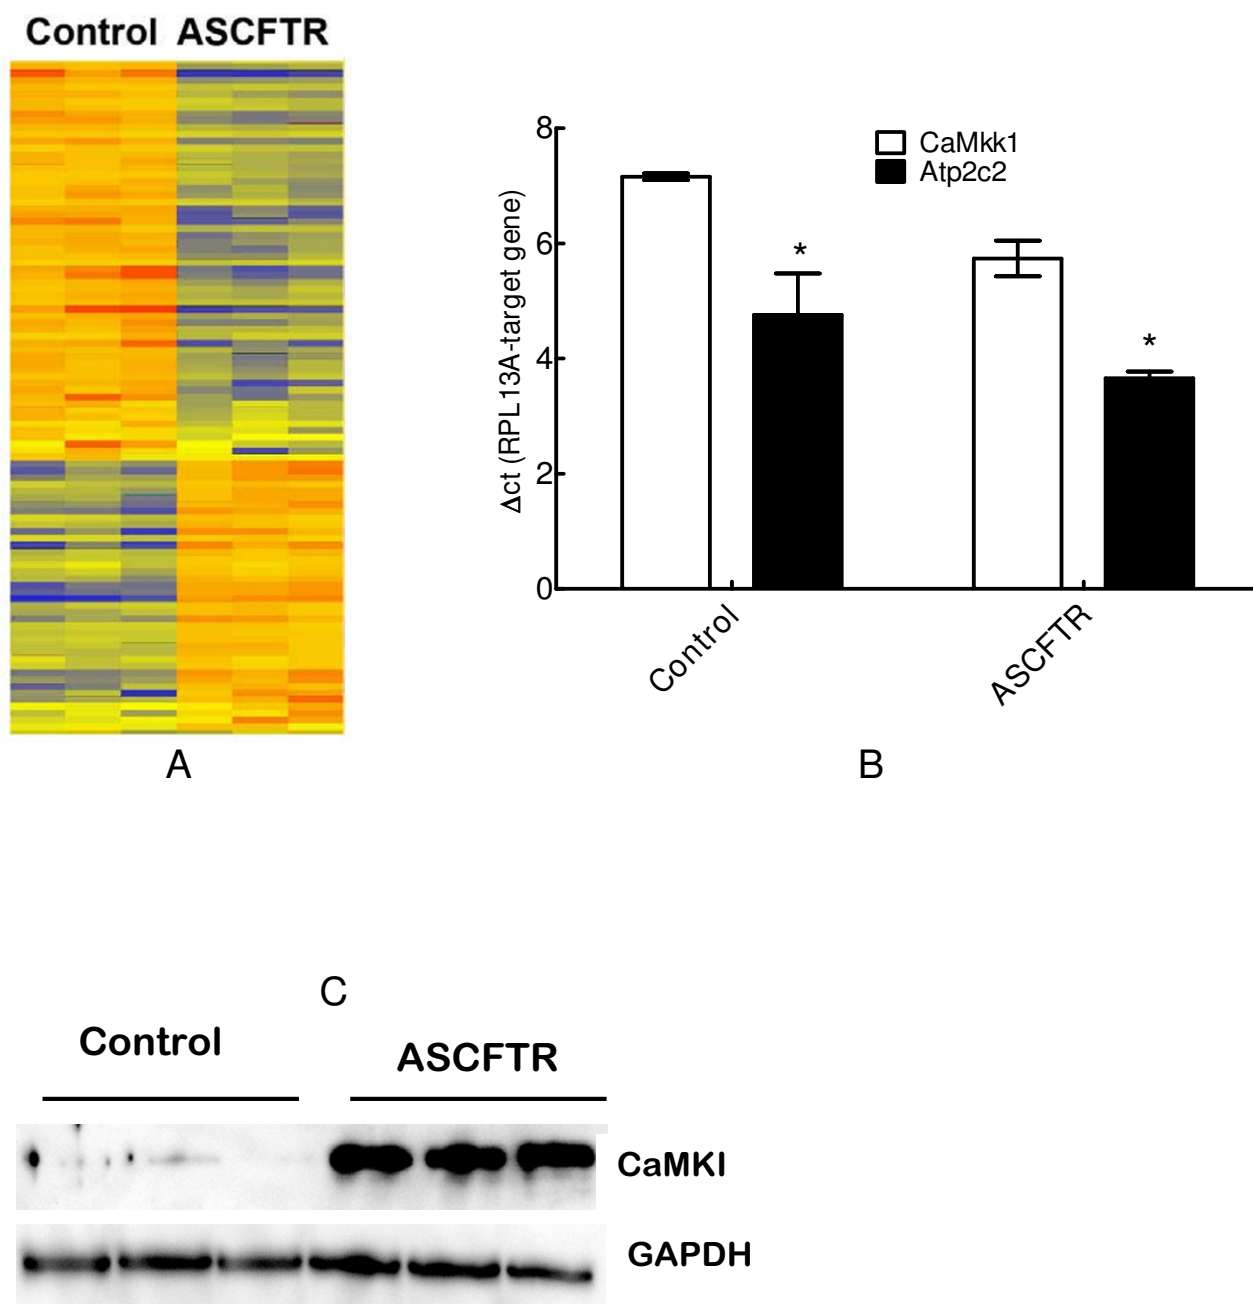 Control ASCFTR
A
CaMkk1
Atp2c2
Δct (RPL13A-target gene)
8
6
4
2
0
*
*
Control
ASCFTR
B
C
Control
ASCFTR
CaMKI
GAPDH